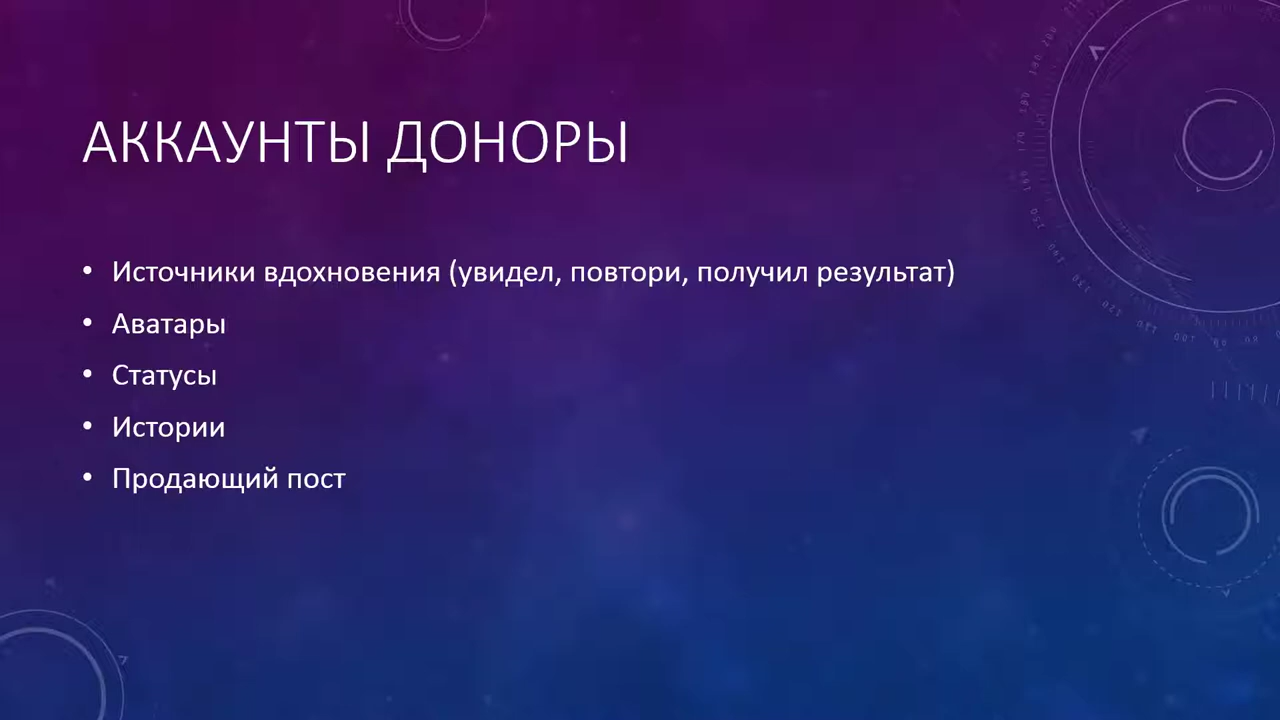 АККАУНТЫ ДОНОРЫ
• Источники вдохновения (увидел, повтори, получил результат)
• Аватары
• Статусы
• Истории
• Продающий пост